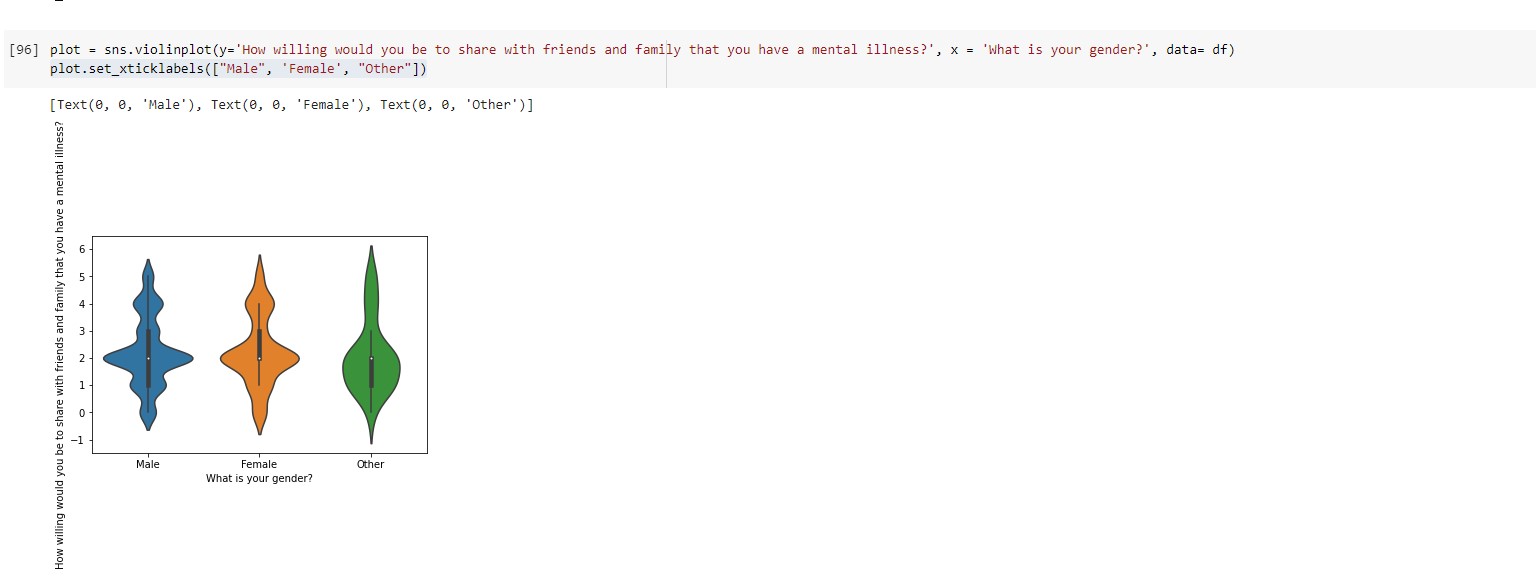 [96] plot = sns.violinplot(y='How willing would you be to share with friends and family that you have a mental illness?', x = 'What is your gender?', data= df)
plot.set_xticklabels(["Male", 'Female', "Other"])
[Text(0, 0, 'Male'), Text(0, 0, 'Female'), Text(0, 0, 'Other')]
How willing would you be to share with friends and family that you have a mental illness?
6
5
4
3
2
1
0
−1
Male Female Other
What is your gender?